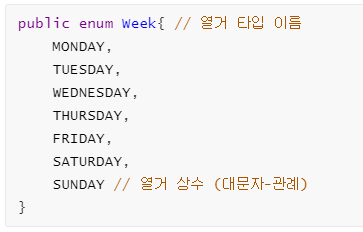 public enum Week{ // 열거 타입 이름
    MONDAY,
    TUESDAY,
    WEDNESDAY,
    THURSDAY,
    FRIDAY,
    SATURDAY,
    SUNDAY // 열거 상수 (대문자-관례)
}